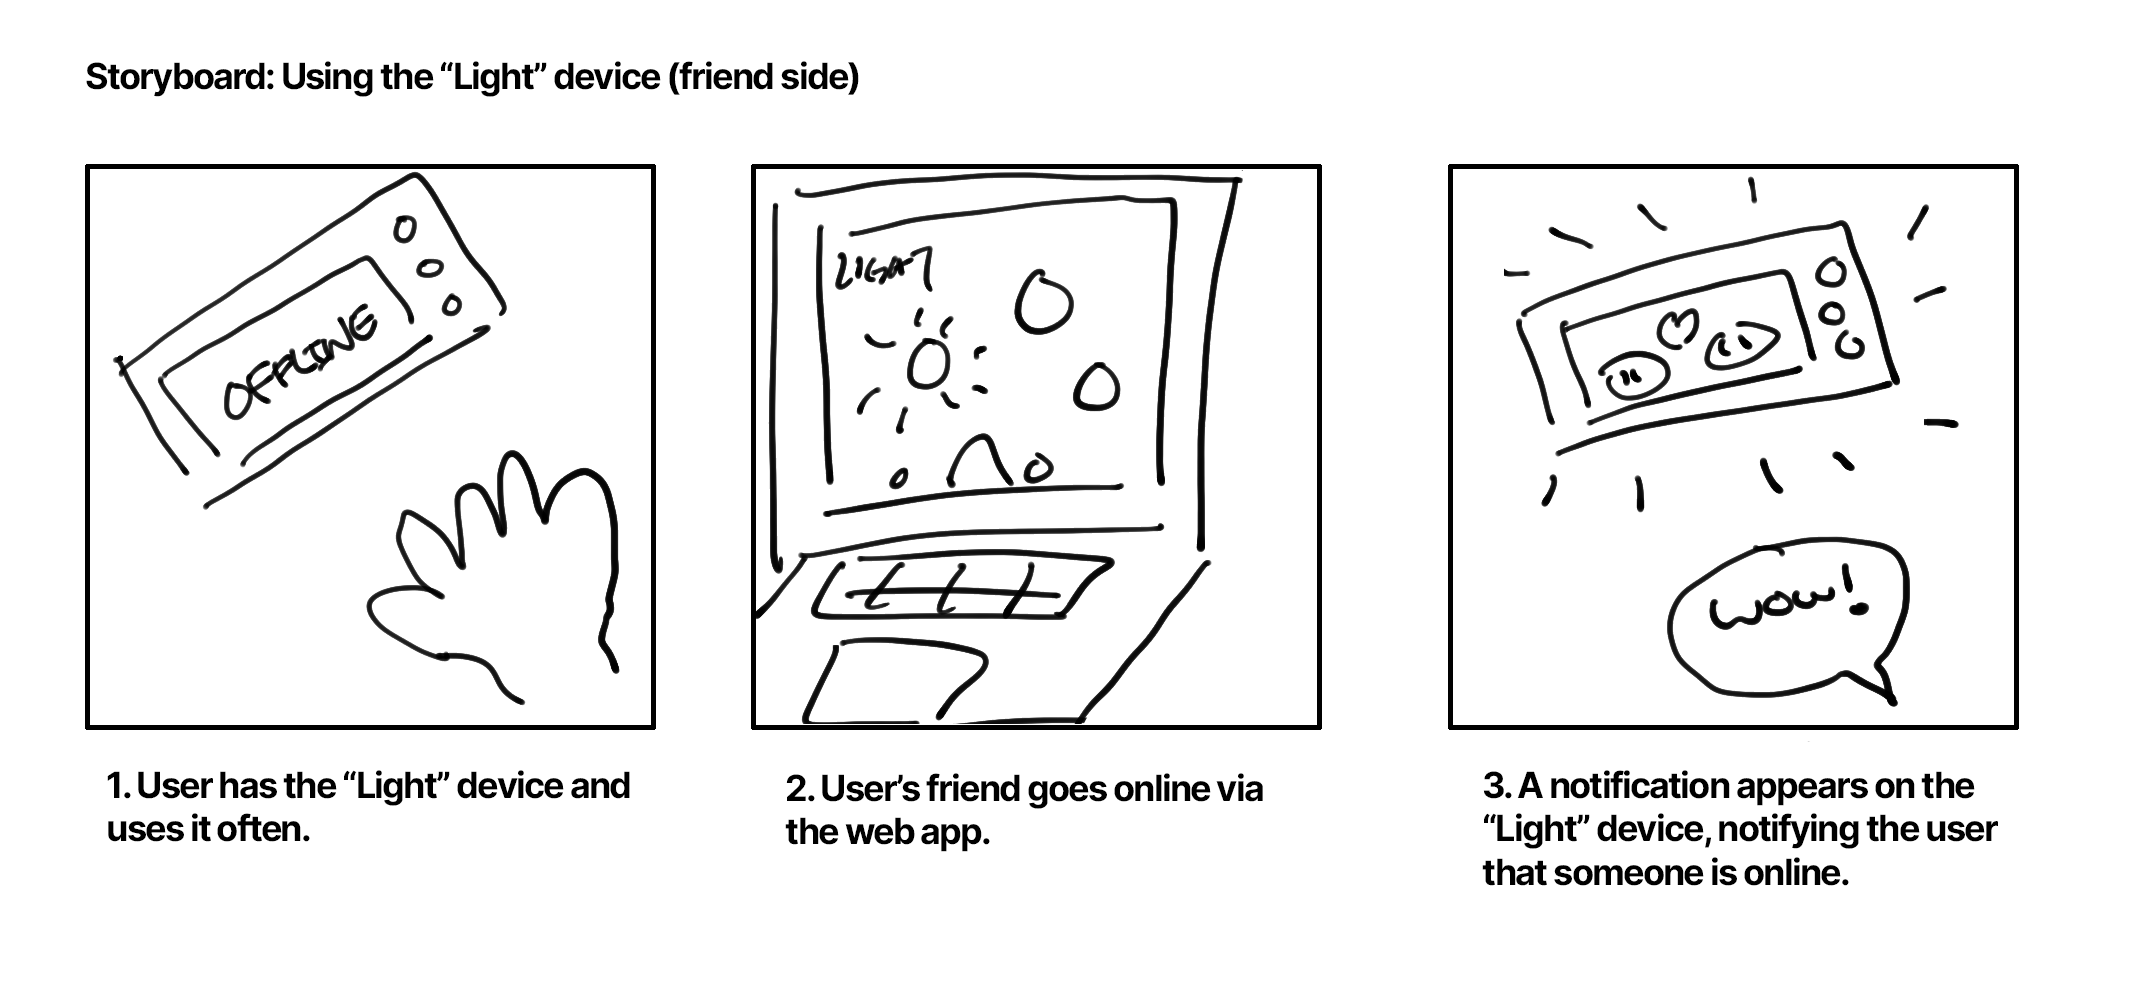 Storyboard: Using the “Light” device (friend side)
OFFLINE
LIGHT
WOW!
1. User has the “Light” device and
uses it often.
2. User’s friend goes online via
the web app.
3. A notification appears on the
“Light” device, notifying the user
that someone is online.